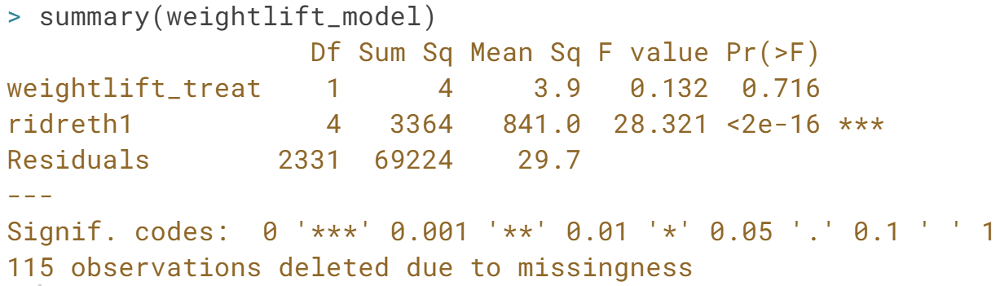 > summary(weightlift_model)
                   Df Sum Sq Mean Sq F value Pr(>F)
weightlift_treat    1      4     3.9   0.132  0.716
ridreth1            4   3364   841.0  28.321 <2e-16 ***
Residuals        2331  69224    29.7
---
Signif. codes:  0 '***' 0.001 '**' 0.01 '*' 0.05 '.' 0.1 ' ' 1
115 observations deleted due to missingness